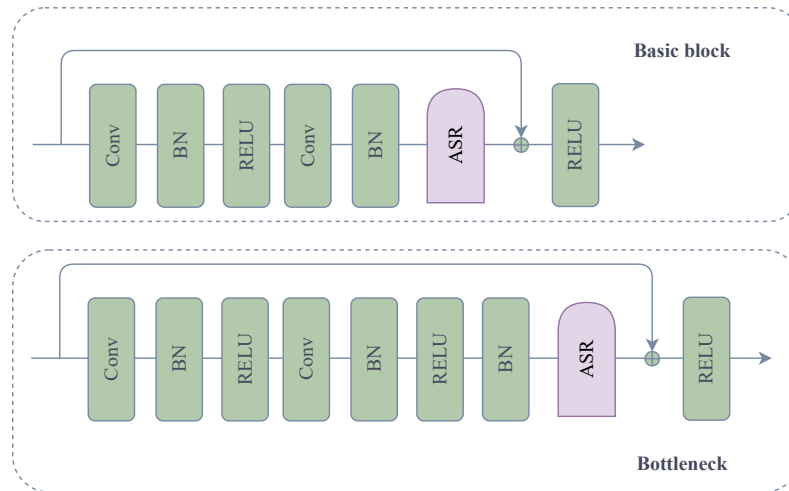 Basic block
Conv
BN
RELU
Conv
BN
ASR
RELU
Conv
BN
RELU
Conv
BN
RELU
BN
ASR
RELU
Bottleneck